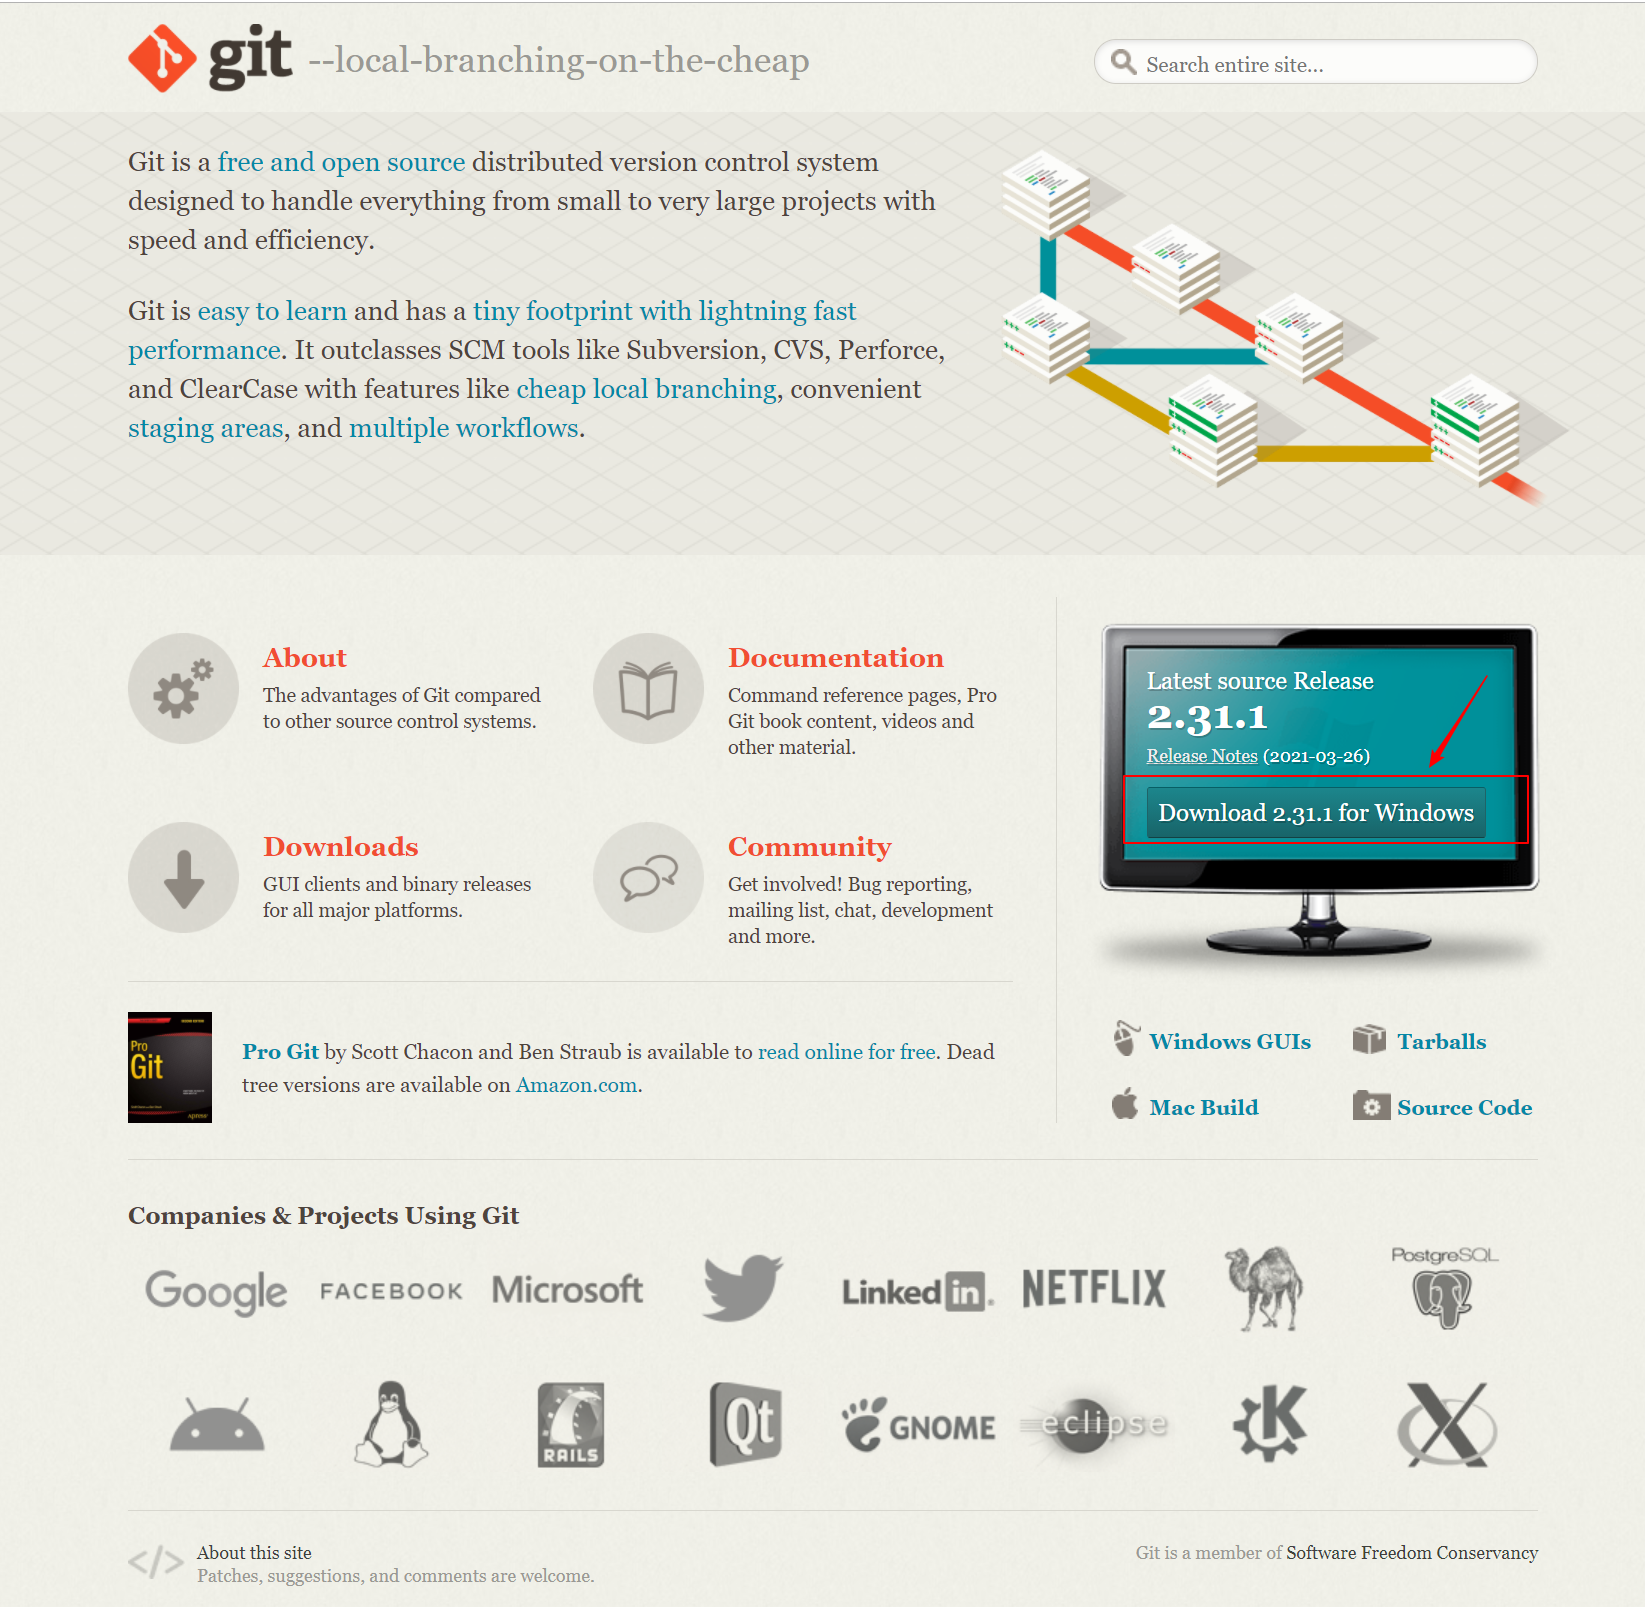 git --local-branching-on-the-cheap
Search entire site...
Git is a free and open source distributed version control system
designed to handle everything from small to very large projects with
speed and efficiency.
Git is easy to learn and has a tiny footprint with lightning fast
performance. It outclasses SCM tools like Subversion, CVS, Perforce,
and ClearCase with features like cheap local branching, convenient
staging areas, and multiple workflows.
About
The advantages of Git compared
to other source control systems.
Documentation
Command reference pages, Pro
Git book content, videos and
other material.
Downloads
GUI clients and binary releases
for all major platforms.
Community
Get involved! Bug reporting,
mailing list, chat, development
and more.
Latest source Release
2.31.1
Release Notes (2021-03-26)
Download 2.31.1 for Windows
Pro
Git
Apress
Pro Git by Scott Chacon and Ben Straub is available to read online for free. Dead
tree versions are available on Amazon.com.
Windows GUIs
Tarballs
Mac Build
Source Code
Companies & Projects Using Git
Google
FACEBOOK
Microsoft
Linked in
NETFLIX
PostgreSQL
RAILS
Qt
GNOME
eclipse
K
X
</>
About this site
Patches, suggestions, and comments are welcome.
Git is a member of Software Freedom Conservancy